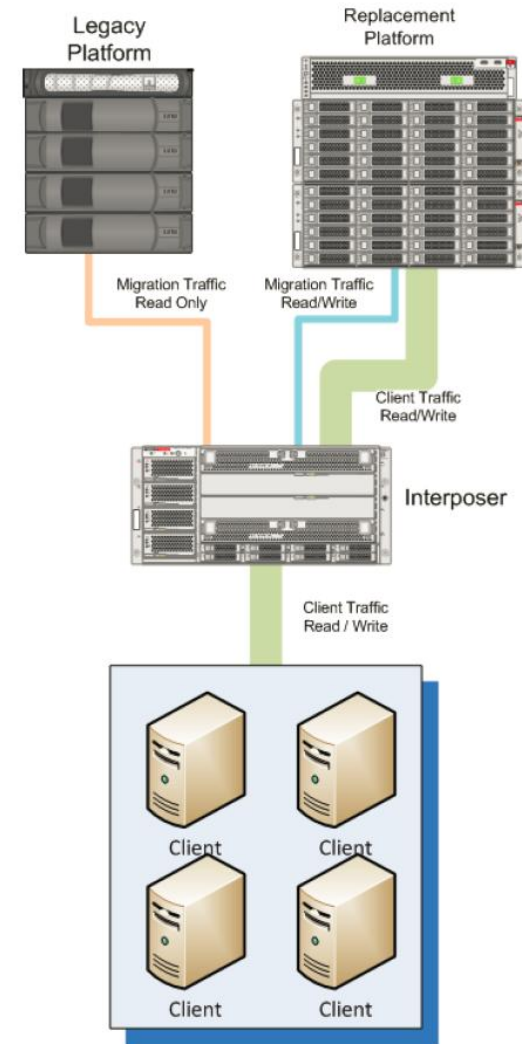 Legacy
Platform
Replacement
Platform
Migration Traffic
Read Only
Migration Traffic
Read/Write
Client Traffic
Read/Write
Interposer
Client Traffic
Read / Write
Client
Client
Client
Client